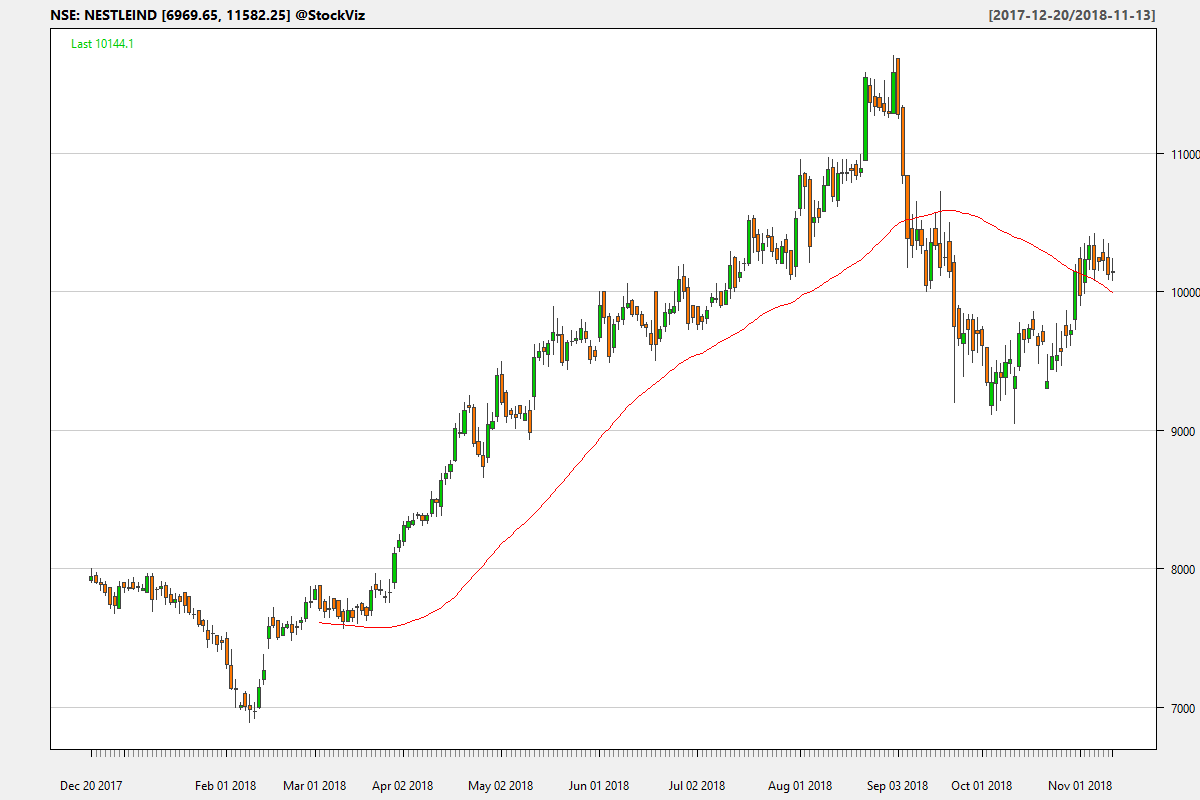 NSE: NESTLEIND [6969.65, 11582.25] @StockViz
[2017-12-20/2018-11-13]
Last 10144.1
11000
10000
9000
8000
7000
Dec 20 2017
Feb 01 2018
Mar 01 2018
Apr 02 2018
May 02 2018
Jun 01 2018
Jul 02 2018
Aug 01 2018
Sep 03 2018
Oct 01 2018
Nov 01 2018